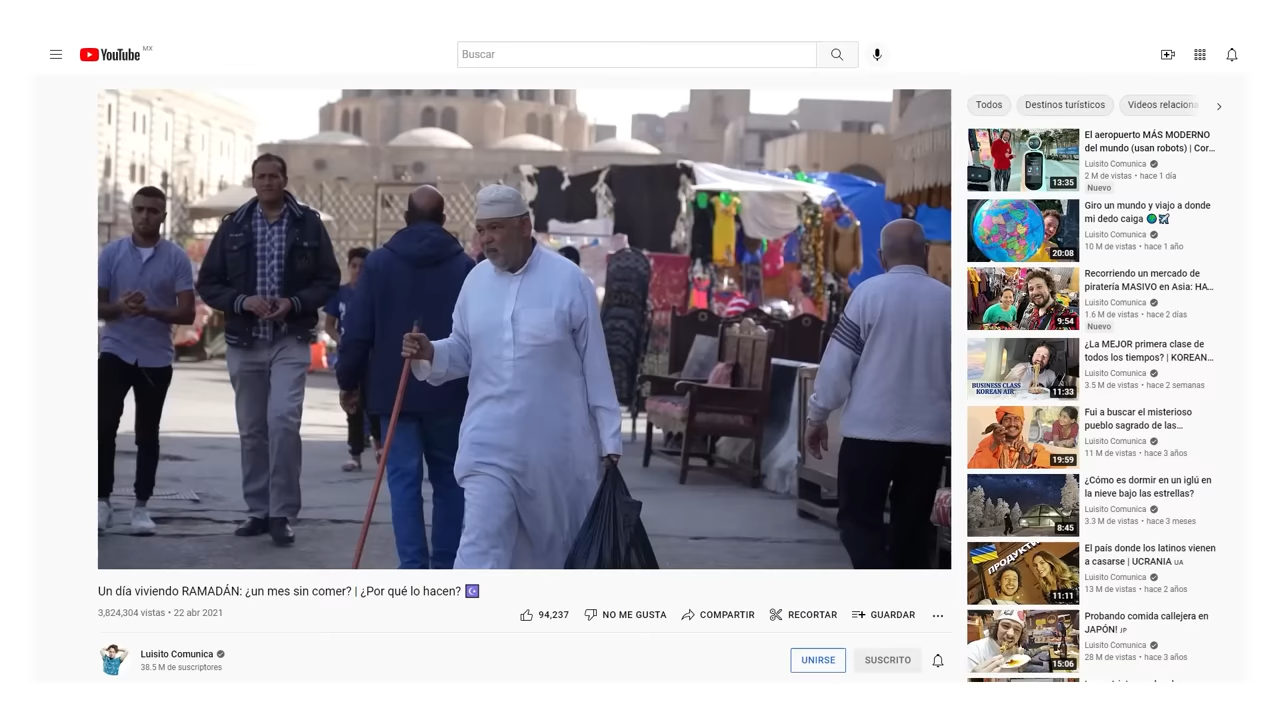 YouTube MX
Buscar
Todos
Destinos turísticos
Videos relaciona
El aeropuerto MÁS MODERNO
del mundo (usan robots) | Cor...
Luisito Comunica
2 M de vistas • hace 1 día
Nuevo
13:35
Giro un mundo y viajo a donde
mi dedo caiga
Luisito Comunica
10 M de vistas • hace 1 año
20:08
Recorriendo un mercado de
piratería MASIVO en Asia: HA...
Luisito Comunica
1.6 M de vistas • hace 2 días
Nuevo
9:54
¿La MEJOR primera clase de
todos los tiempos? | KOREAN...
Luisito Comunica
3.5 M de vistas • hace 2 semanas
BUSINESS CLASS
KOREAN AIR
11:33
Fui a buscar el misterioso
pueblo sagrado de las...
Luisito Comunica
11 M de vistas • hace 3 años
19:59
¿Cómo es dormir en un iglú en
la nieve bajo las estrellas?
Luisito Comunica
3.3 M de vistas • hace 3 meses
8:45
El país donde los latinos vienen
a casarse | UCRANIA UA
Luisito Comunica
13 M de vistas • hace 2 años
ПРОДУКТИ
11:11
Probando comida callejera en
JAPÓN! JP
Luisito Comunica
28 M de vistas • hace 3 años
15:06
Un día viviendo RAMADÁN: ¿un mes sin comer? | ¿Por qué lo hacen?
3,824,304 vistas • 22 abr 2021
94,237
NO ME GUSTA
COMPARTIR
RECORTAR
GUARDAR
Luisito Comunica
38.5 M de suscriptores
UNIRSE
SUSCRITO